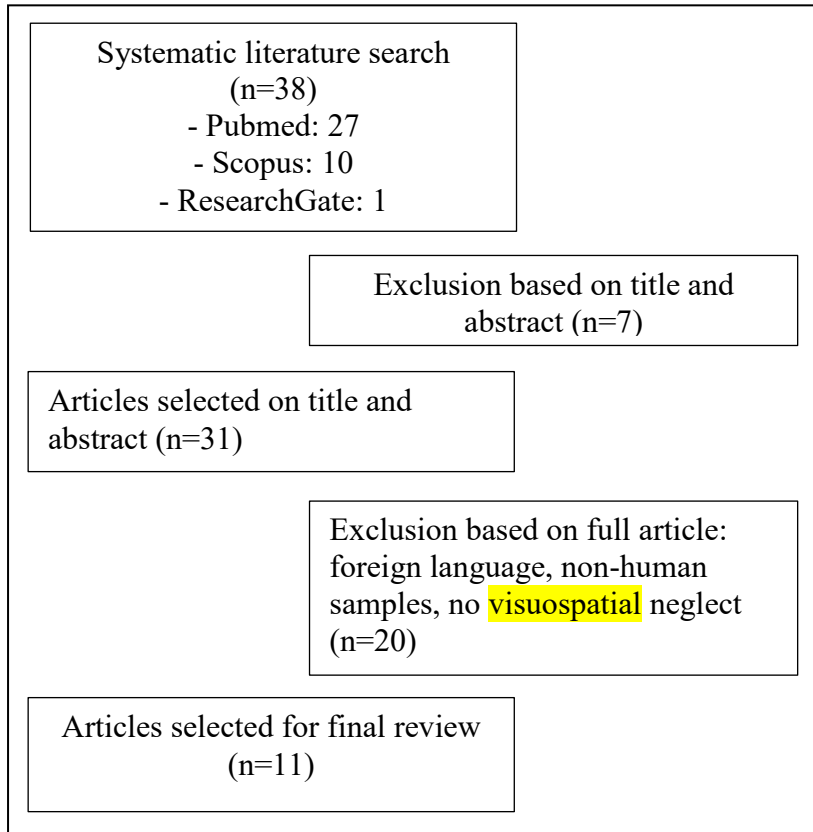 Systematic literature search
(n=38)
- Pubmed: 27
- Scopus: 10
- ResearchGate: 1
Exclusion based on title and
abstract (n=7)
Articles selected on title and
abstract (n=31)
Exclusion based on full article:
foreign language, non-human
samples, no visuospatial neglect
(n=20)
Articles selected for final review
(n=11)